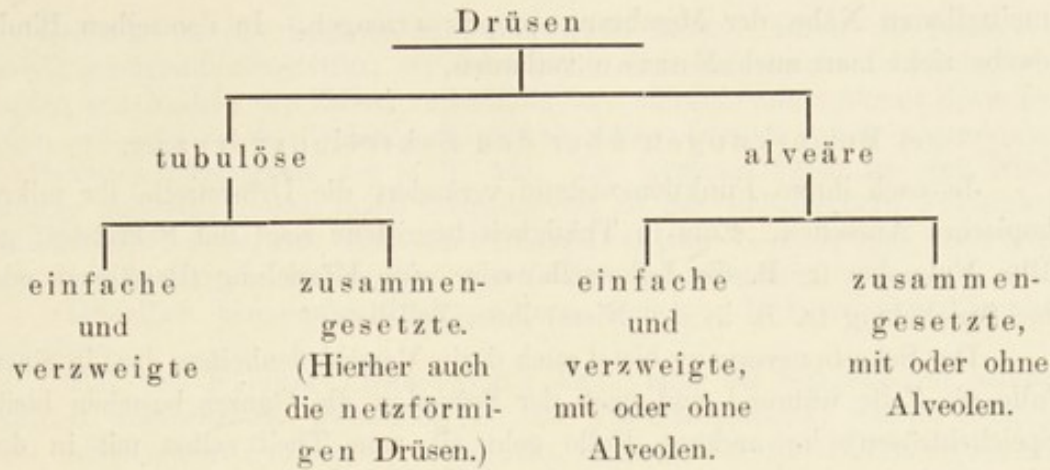 Drüsen
tubulöse
alveäre
einfache
und
verzweigte
zusammen-
gesetzte.
(Hierher auch
die netzförmi-
gen Drüsen.)
einfache
und
verzweigte,
mit oder ohne
Alveolen.
zusammen-
gesetzte,
mit oder ohne
Alveolen.